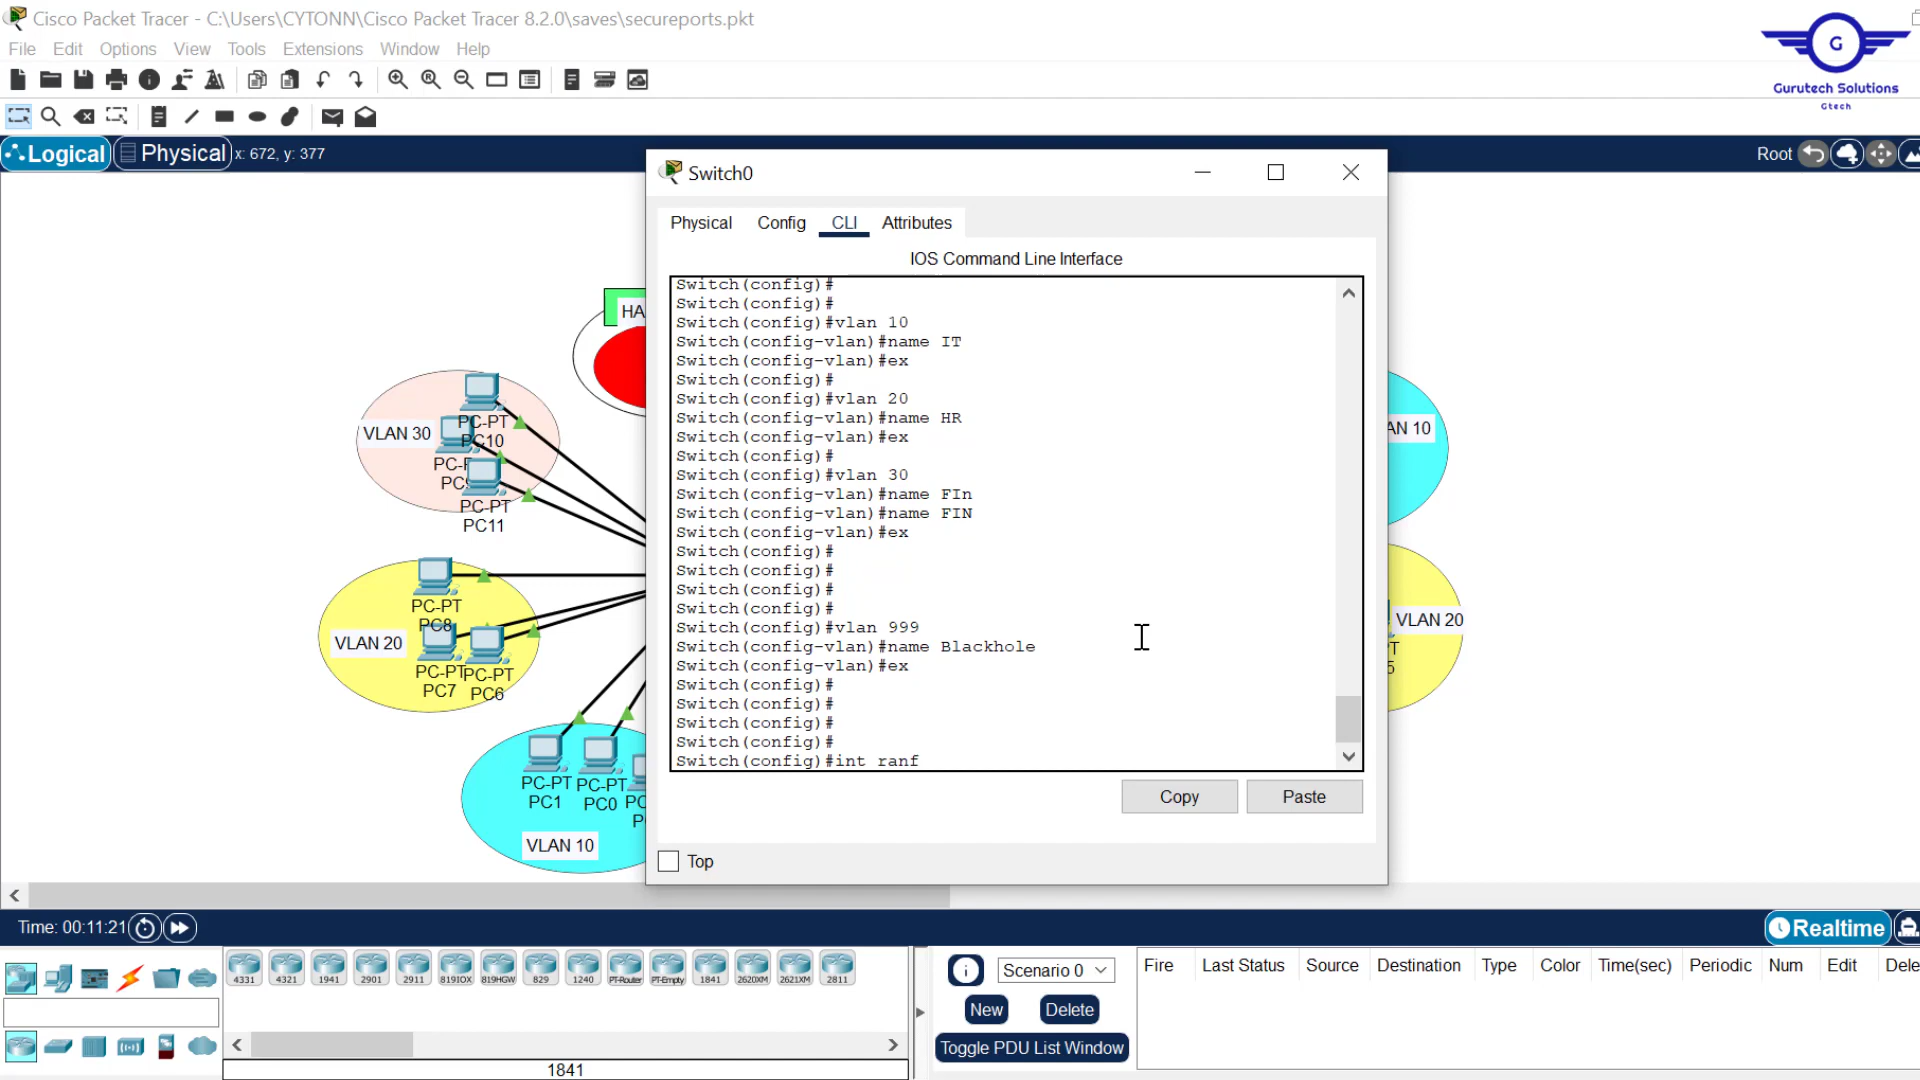 Cisco Packet Tracer - C:\Users\CYTONN\Cisco Packet Tracer 8.2.0\saves\secureports.pkt
File Edit Options View Tools Extensions Window Help
G
Gurutech Solutions
Gtech
Logical Physical x: 672, y: 377
Root
Switch0
Physical Config CLI Attributes
IOS Command Line Interface
Switch(config)#
Switch(config)#
Switch(config)#vlan 10
Switch(config-vlan)#name IT
Switch(config-vlan)#ex
Switch(config)#
Switch(config)#vlan 20
Switch(config-vlan)#name HR
Switch(config-vlan)#ex
Switch(config)#
Switch(config)#vlan 30
Switch(config-vlan)#name FIn
Switch(config-vlan)#name FIN
Switch(config-vlan)#ex
Switch(config)#
Switch(config)#
Switch(config)#
Switch(config)#
Switch(config)#vlan 999
Switch(config-vlan)#name Blackhole
Switch(config-vlan)#ex
Switch(config)#
Switch(config)#
Switch(config)#
Switch(config)#
Switch(config)#int ranf
Copy Paste
Top
HA
VLAN 30
PC-PT
PC10
PC-PT
PC11
VLAN 20
PC-PT
PC8
PC-PT
PC7
PC-PT
PC6
PC-PT
PC1
PC-PT
PC0
PC
VLAN 10
AN 10
VLAN 20
T
5
Time: 00:11:21
Realtime
4331 4321 1941 2901 2911 819IOX 819HGW 829 1240 PT-Router PT-Empty 1841 2620XM 2621XM 2811
1841
Scenario 0
New Delete
Toggle PDU List Window
Fire Last Status Source Destination Type Color Time(sec) Periodic Num Edit Dele